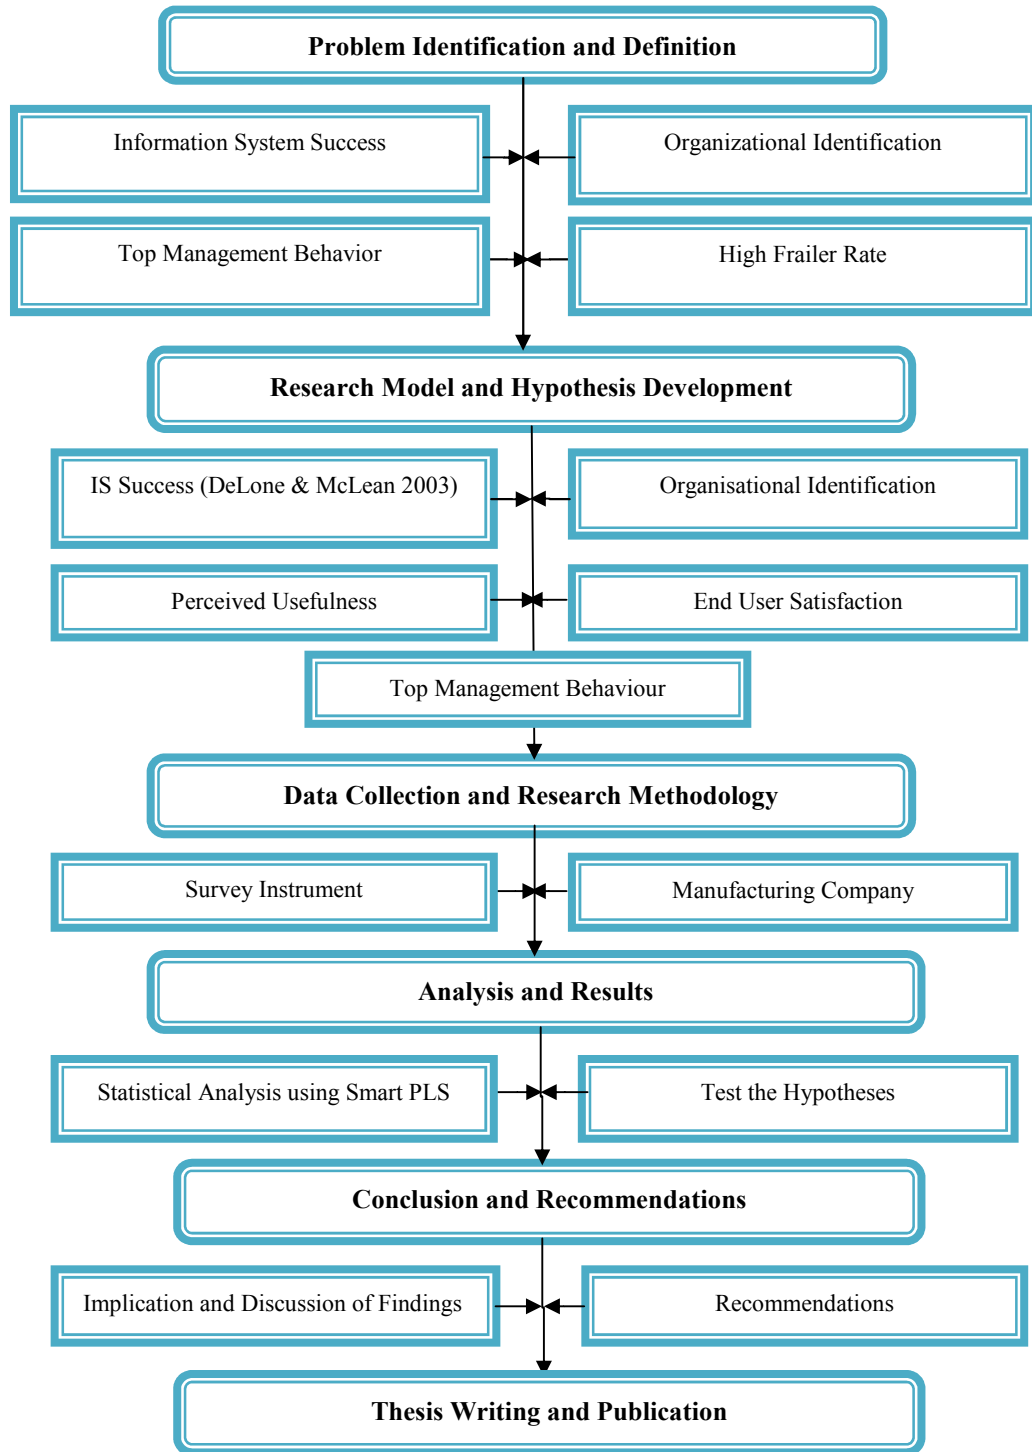 Problem Identification and Definition
Information System Success
Organizational Identification
Top Management Behavior
High Frailer Rate
Research Model and Hypothesis Development
IS Success (DeLone & McLean 2003)
Organisational Identification
Perceived Usefulness
End User Satisfaction
Top Management Behaviour
Data Collection and Research Methodology
Survey Instrument
Manufacturing Company
Analysis and Results
Statistical Analysis using Smart PLS
Test the Hypotheses
Conclusion and Recommendations
Implication and Discussion of Findings
Recommendations
Thesis Writing and Publication